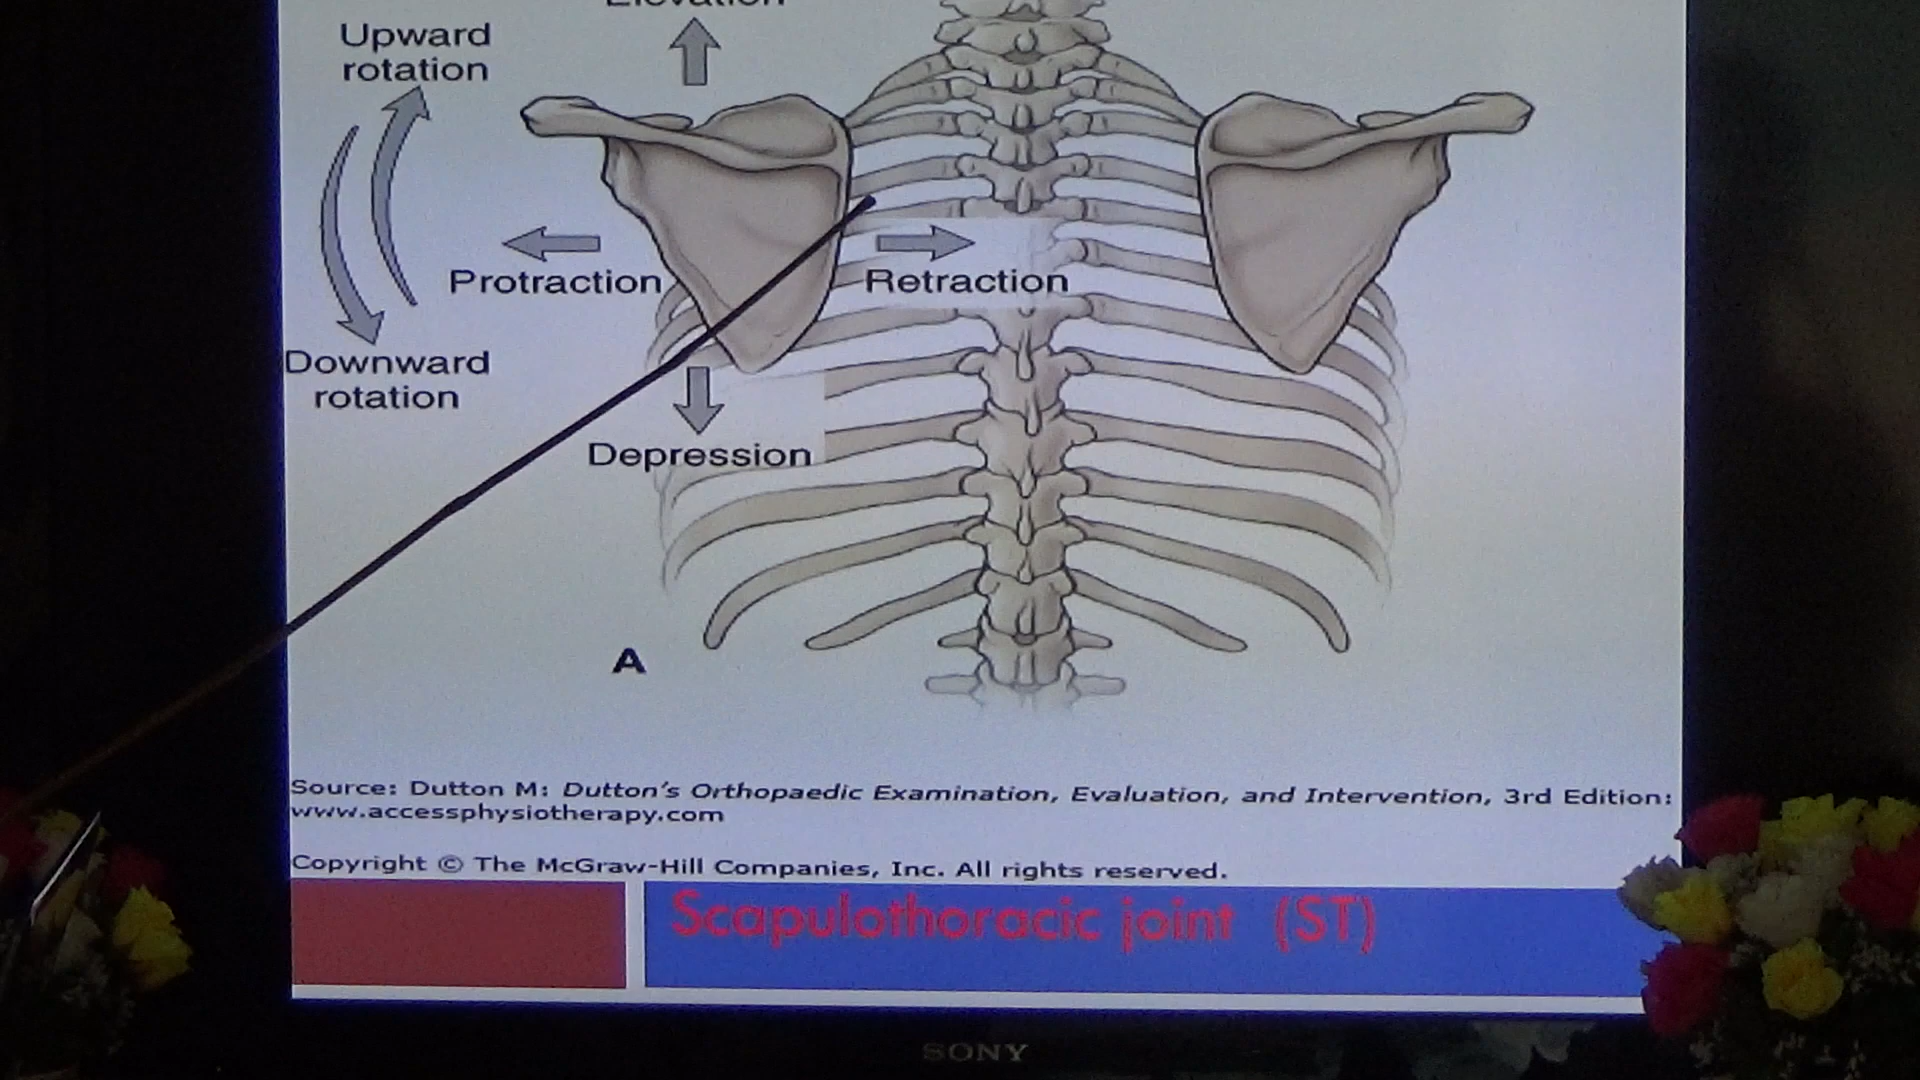 Elevation
Upward
rotation
Protraction
Retraction
Downward
rotation
Depression
A
Source: Dutton M: Dutton's Orthopaedic Examination, Evaluation, and Intervention, 3rd Edition:
www.accessphysiotherapy.com
Copyright © The McGraw-Hill Companies, Inc. All rights reserved.
Scapulothoracic joint (ST)
SONY